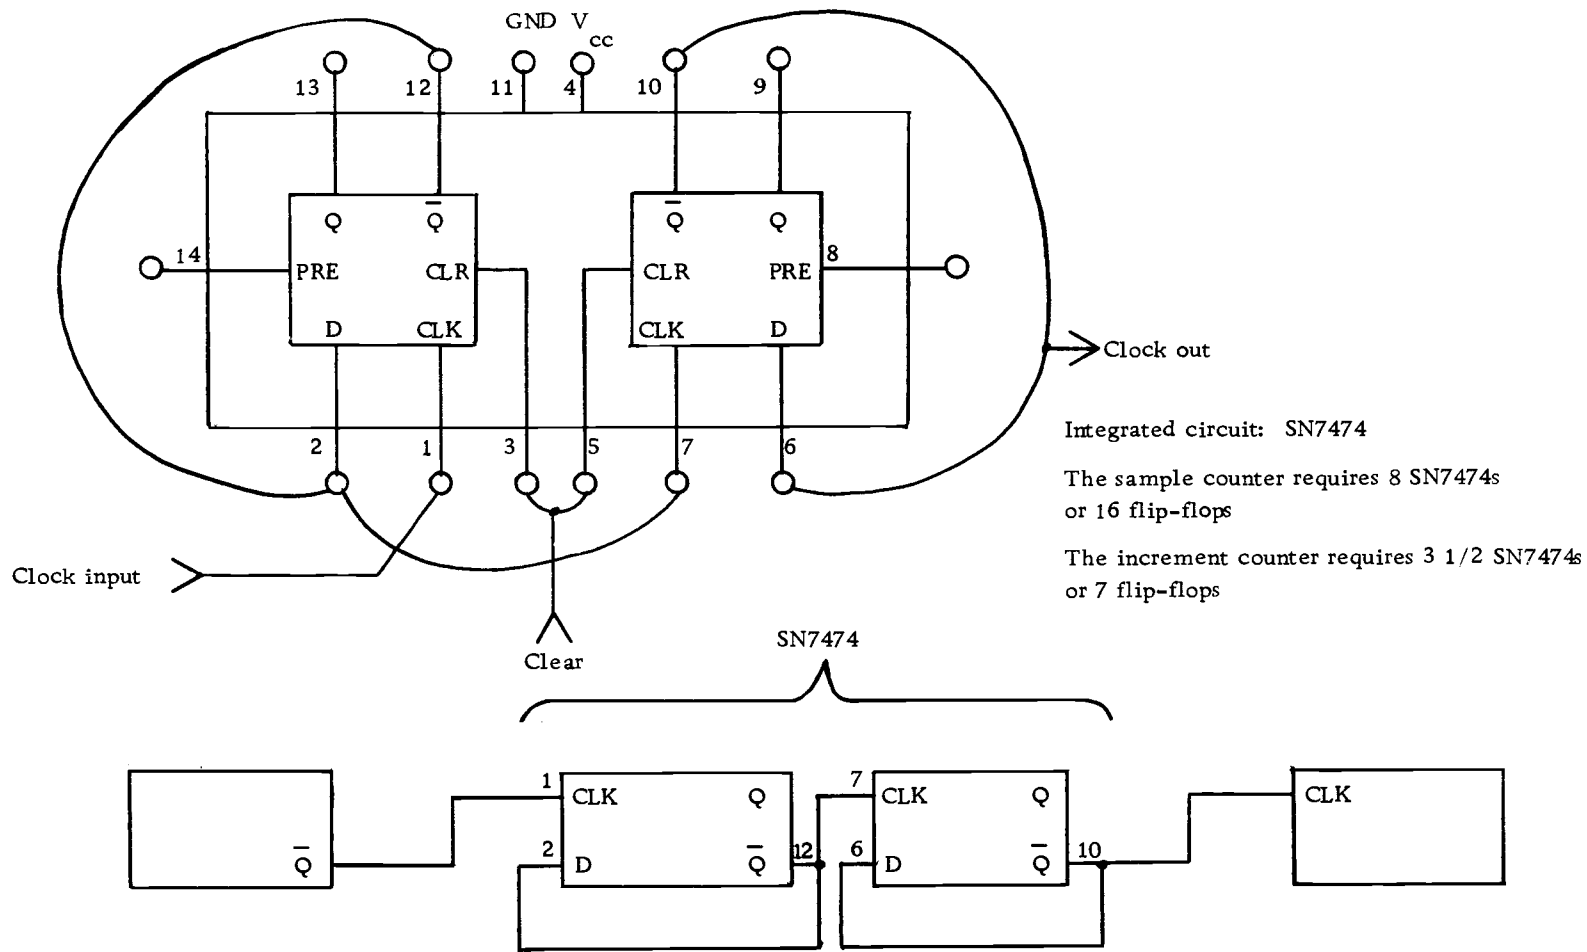 GND V
cc
13 12 11 4 10 9
Q Q̅ Q̅ Q
14 8
PRE CLR CLR PRE
D CLK CLK D
Clock out
2 1 3 5 7 6
Integrated circuit: SN7474
The sample counter requires 8 SN7474s
or 16 flip-flops
Clock input
The increment counter requires 3 1/2 SN7474s
or 7 flip-flops
Clear
SN7474
1 7
CLK Q CLK Q CLK
2 12 6 10
Q̅ D Q̅ D Q̅